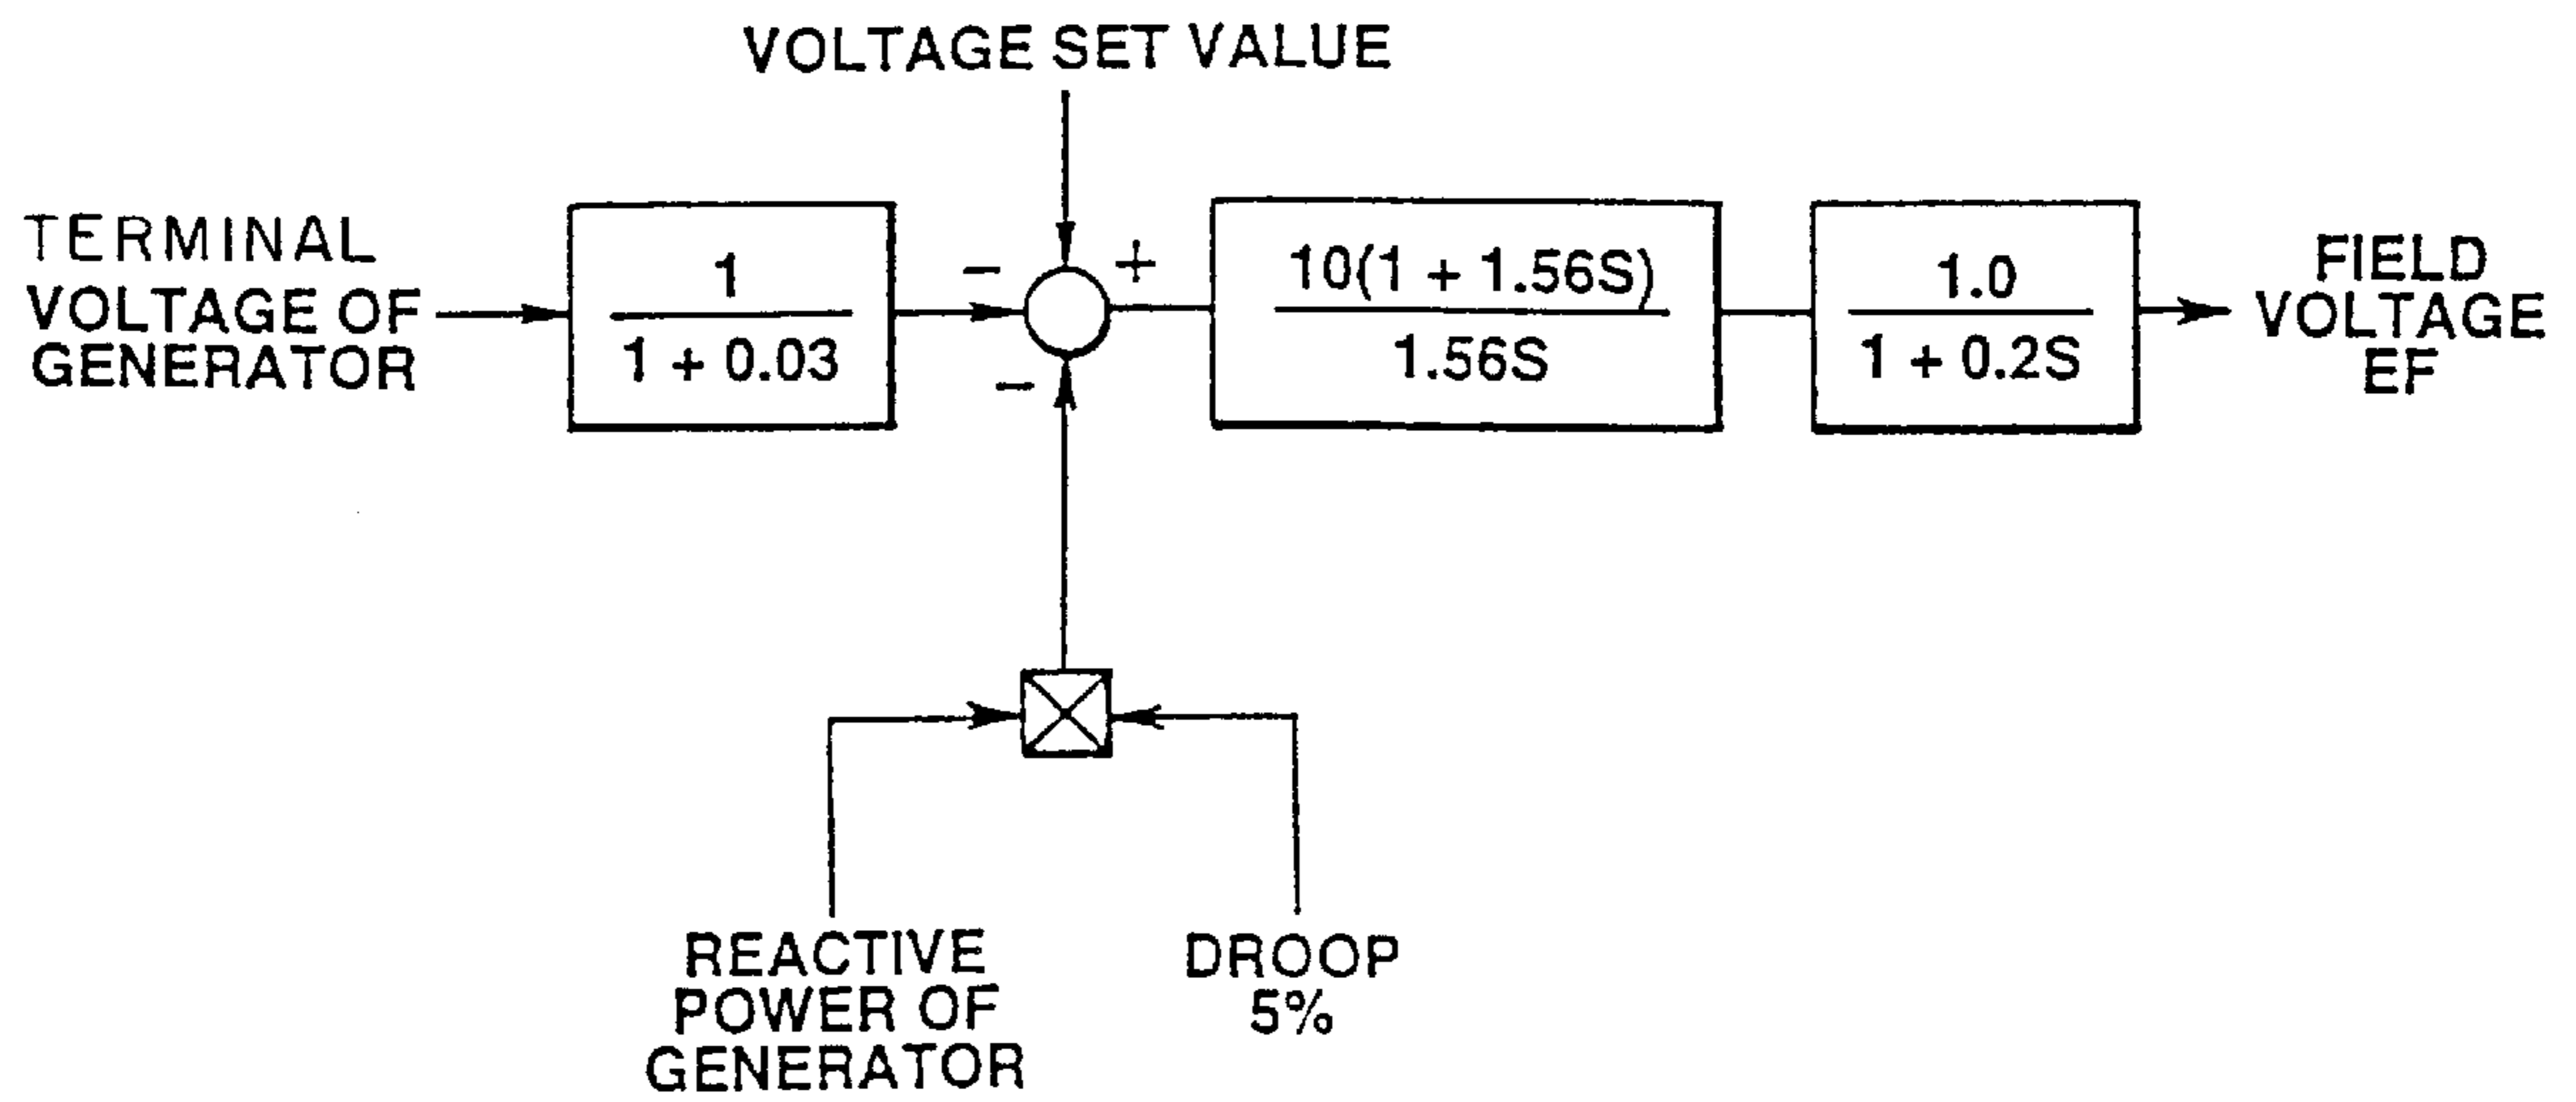 VOLTAGE SET VALUE
TERMINAL
VOLTAGE OF
GENERATOR
1
1 + 0.03
−
+
−
10(1 + 1.56S)
1.56S
1.0
1 + 0.2S
FIELD
VOLTAGE
EF
REACTIVE
POWER OF
GENERATOR
DROOP
5%